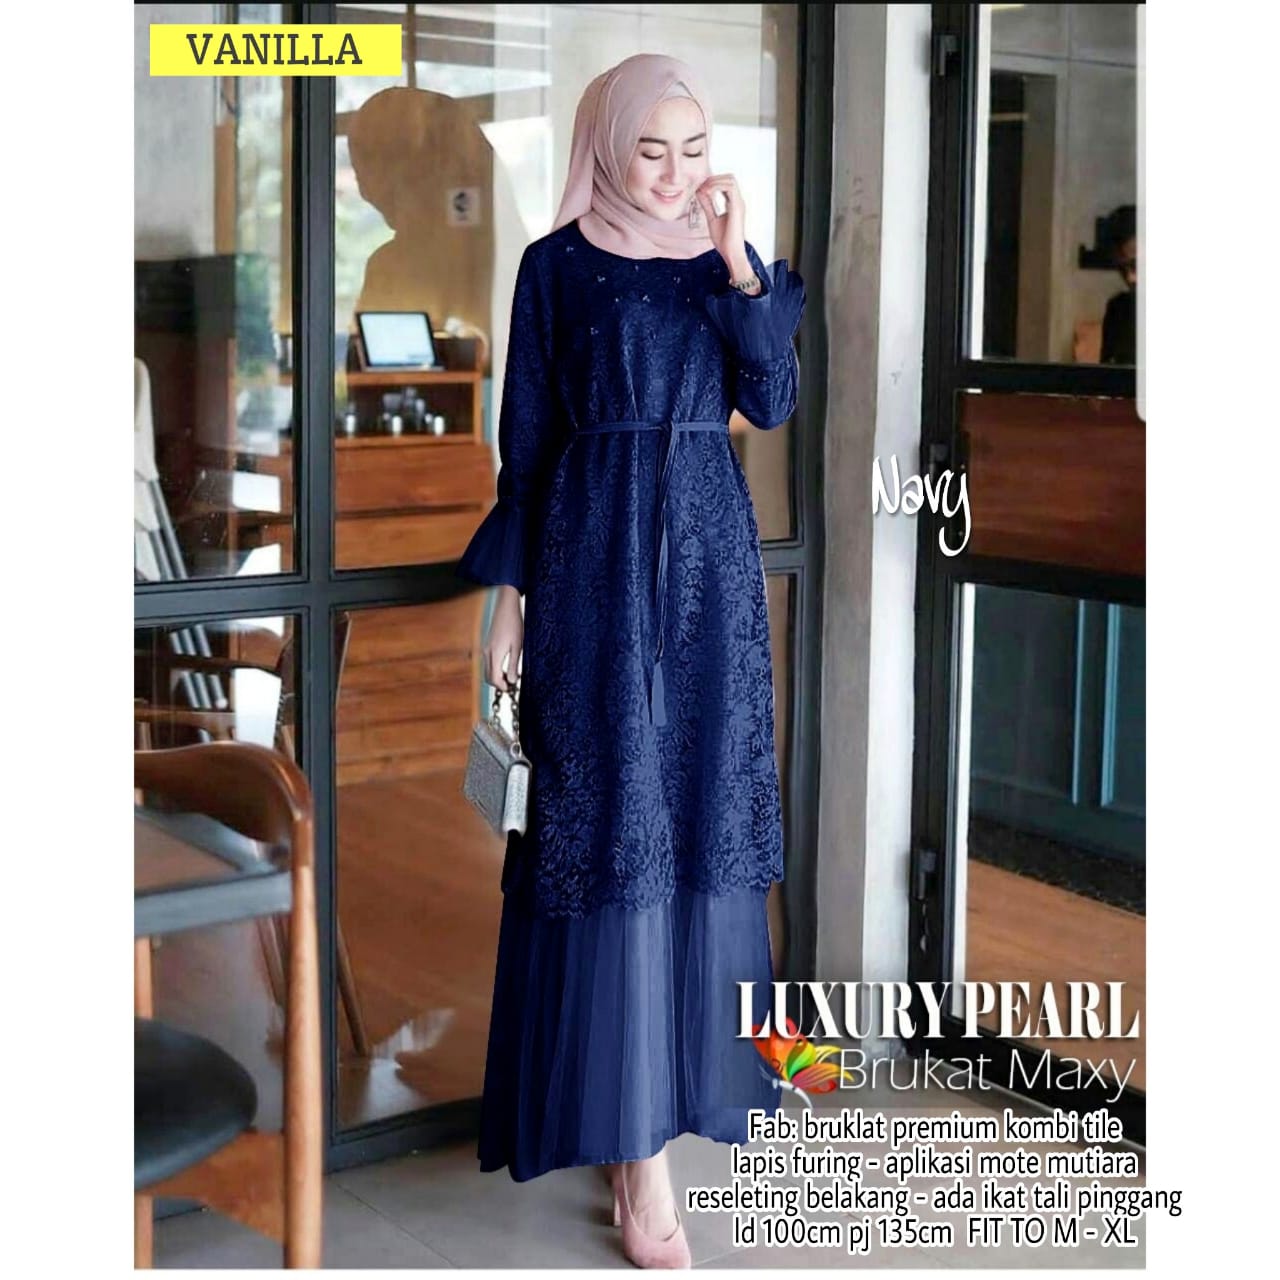 VANILLA
Navy
LUXURY PEARL
Brukat Maxy
Fab: bruklat premium kombi tile
lapis furing - aplikasi mote mutiara
reseleting belakang - ada ikat tali pinggang
ld 100cm pj 135cm FIT TO M - XL